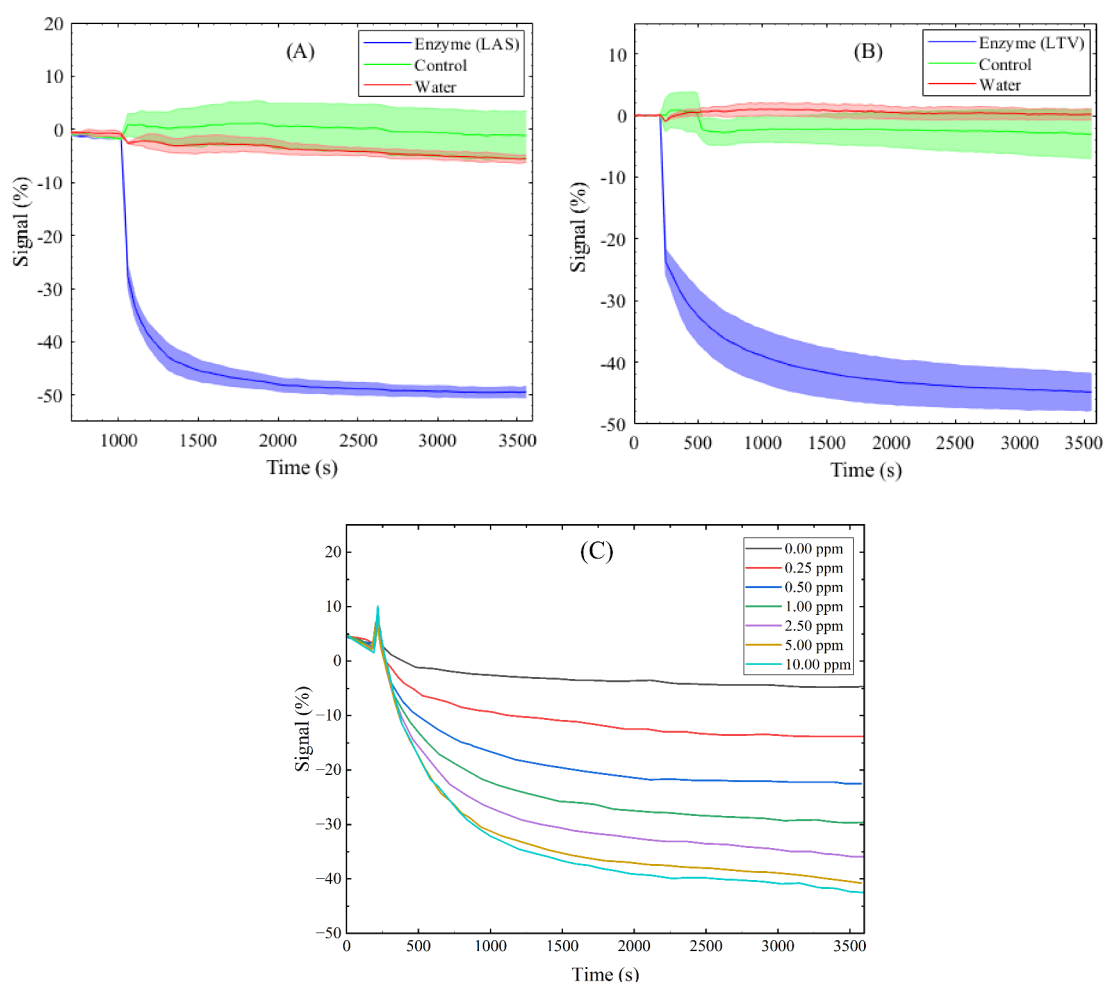 (A)
Enzyme (LAS)
Control
Water
10
0
-10
-20
-30
-40
-50
20
Signal (%)
1000 1500 2000 2500 3000 3500
Time (s)
(B)
Enzyme (LTV)
Control
Water
10
0
-10
-20
-30
-40
-50
Signal (%)
0 500 1000 1500 2000 2500 3000 3500
Time (s)
(C)
0.00 ppm
0.25 ppm
0.50 ppm
1.00 ppm
2.50 ppm
5.00 ppm
10.00 ppm
20
10
0
−10
−20
−30
−40
−50
Signal (%)
0 500 1000 1500 2000 2500 3000 3500
Time (s)